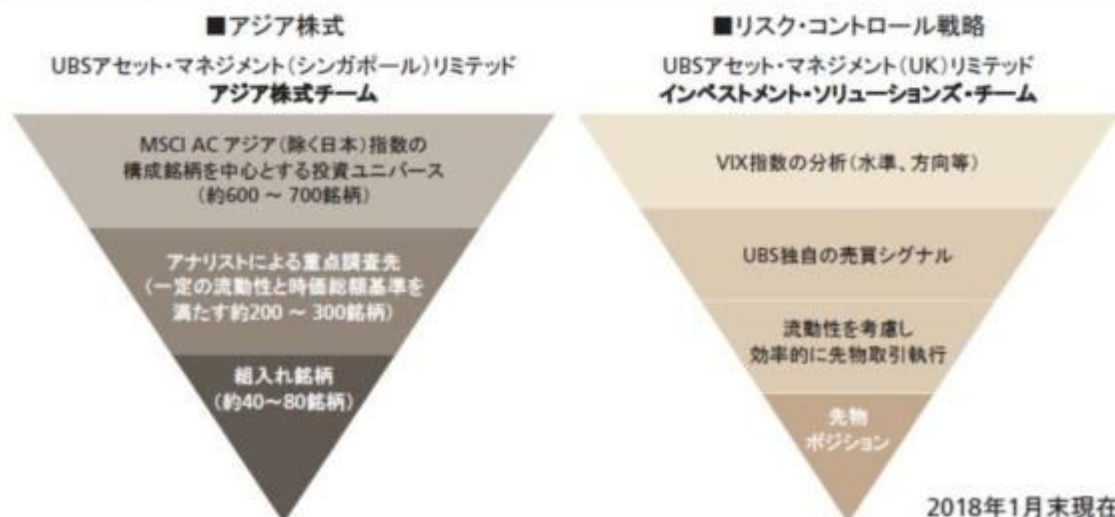 ■アジア株式
UBSアセット・マネジメント(シンガポール)リミテッド
アジア株式チーム
MSCI AC アジア(除く日本)指数の
構成銘柄を中心とする投資ユニバース
(約600 ～ 700銘柄)
アナリストによる重点調査先
(一定の流動性と時価総額基準を
満たす約200 ～ 300銘柄)
組入れ銘柄
(約40～80銘柄)
■リスク・コントロール戦略
UBSアセット・マネジメント(UK)リミテッド
インベストメント・ソリューションズ・チーム
VIX指数の分析(水準、方向等)
UBS独自の売買シグナル
流動性を考慮し
効率的に先物取引執行
先物
ポジション
2018年1月末現在